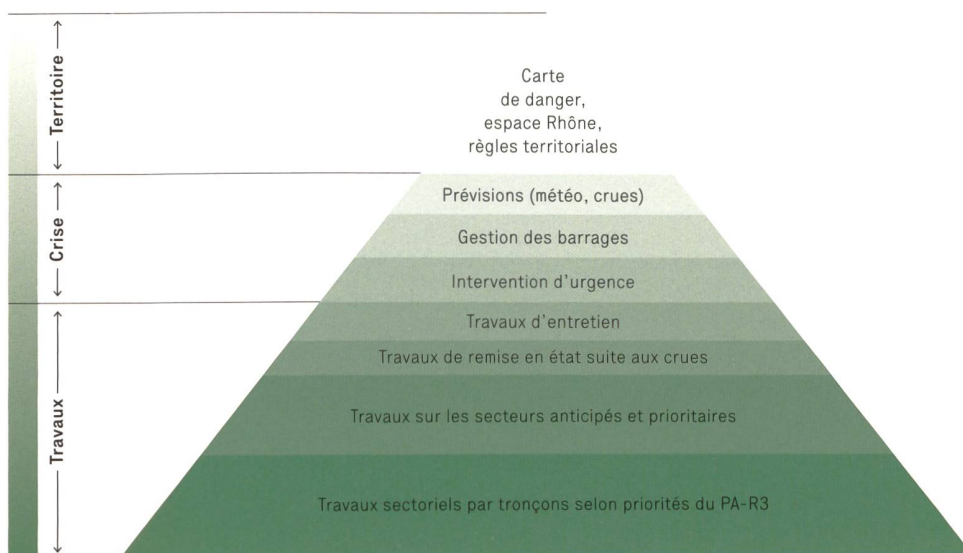 Territoire
Carte
de danger,
espace Rhône,
règles territoriales
Crise
Prévisions (météo, crues)
Gestion des barrages
Intervention d'urgence
Travaux
Travaux d'entretien
Travaux de remise en état suite aux crues
Travaux sur les secteurs anticipés et prioritaires
Travaux sectoriels par tronçons selon priorités du PA-R3